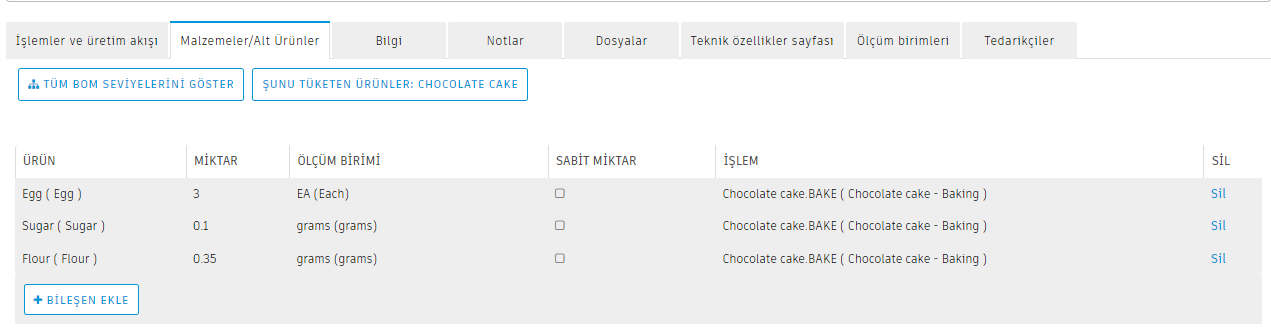 İşlemler ve üretim akışı Malzemeler/Alt Ürünler Bilgi Notlar Dosyalar Teknik özellikler sayfası Ölçüm birimleri Tedarikçiler
TÜM BOM SEVİYELERİNİ GÖSTER ŞUNU TÜKETEN ÜRÜNLER: CHOCOLATE CAKE
ÜRÜN MİKTAR ÖLÇÜM BİRİMİ SABİT MİKTAR İŞLEM SİL
Egg ( Egg ) 3 EA (Each) Chocolate cake.BAKE ( Chocolate cake - Baking ) Sil
Sugar ( Sugar ) 0.1 grams (grams) Chocolate cake.BAKE ( Chocolate cake - Baking ) Sil
Flour ( Flour ) 0.35 grams (grams) Chocolate cake.BAKE ( Chocolate cake - Baking ) Sil
+ BİLEŞEN EKLE